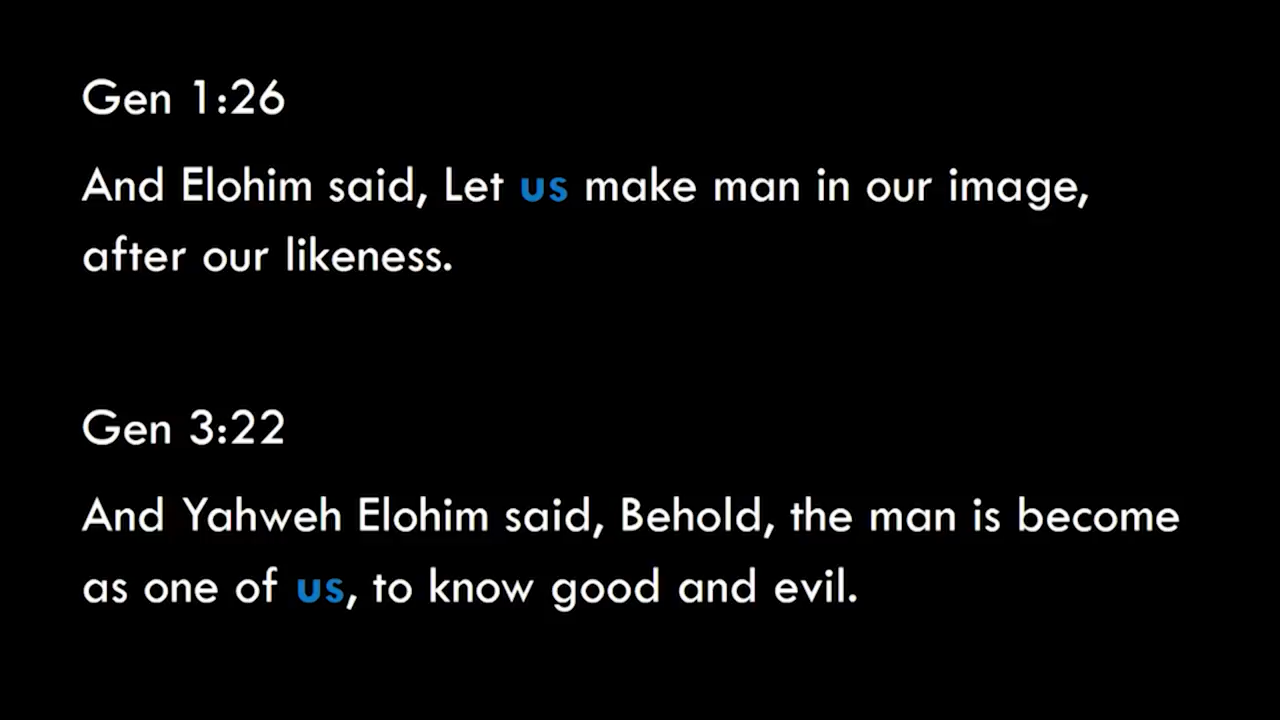 Gen 1:26
And Elohim said, Let us make man in our image,
after our likeness.
Gen 3:22
And Yahweh Elohim said, Behold, the man is become
as one of us, to know good and evil.